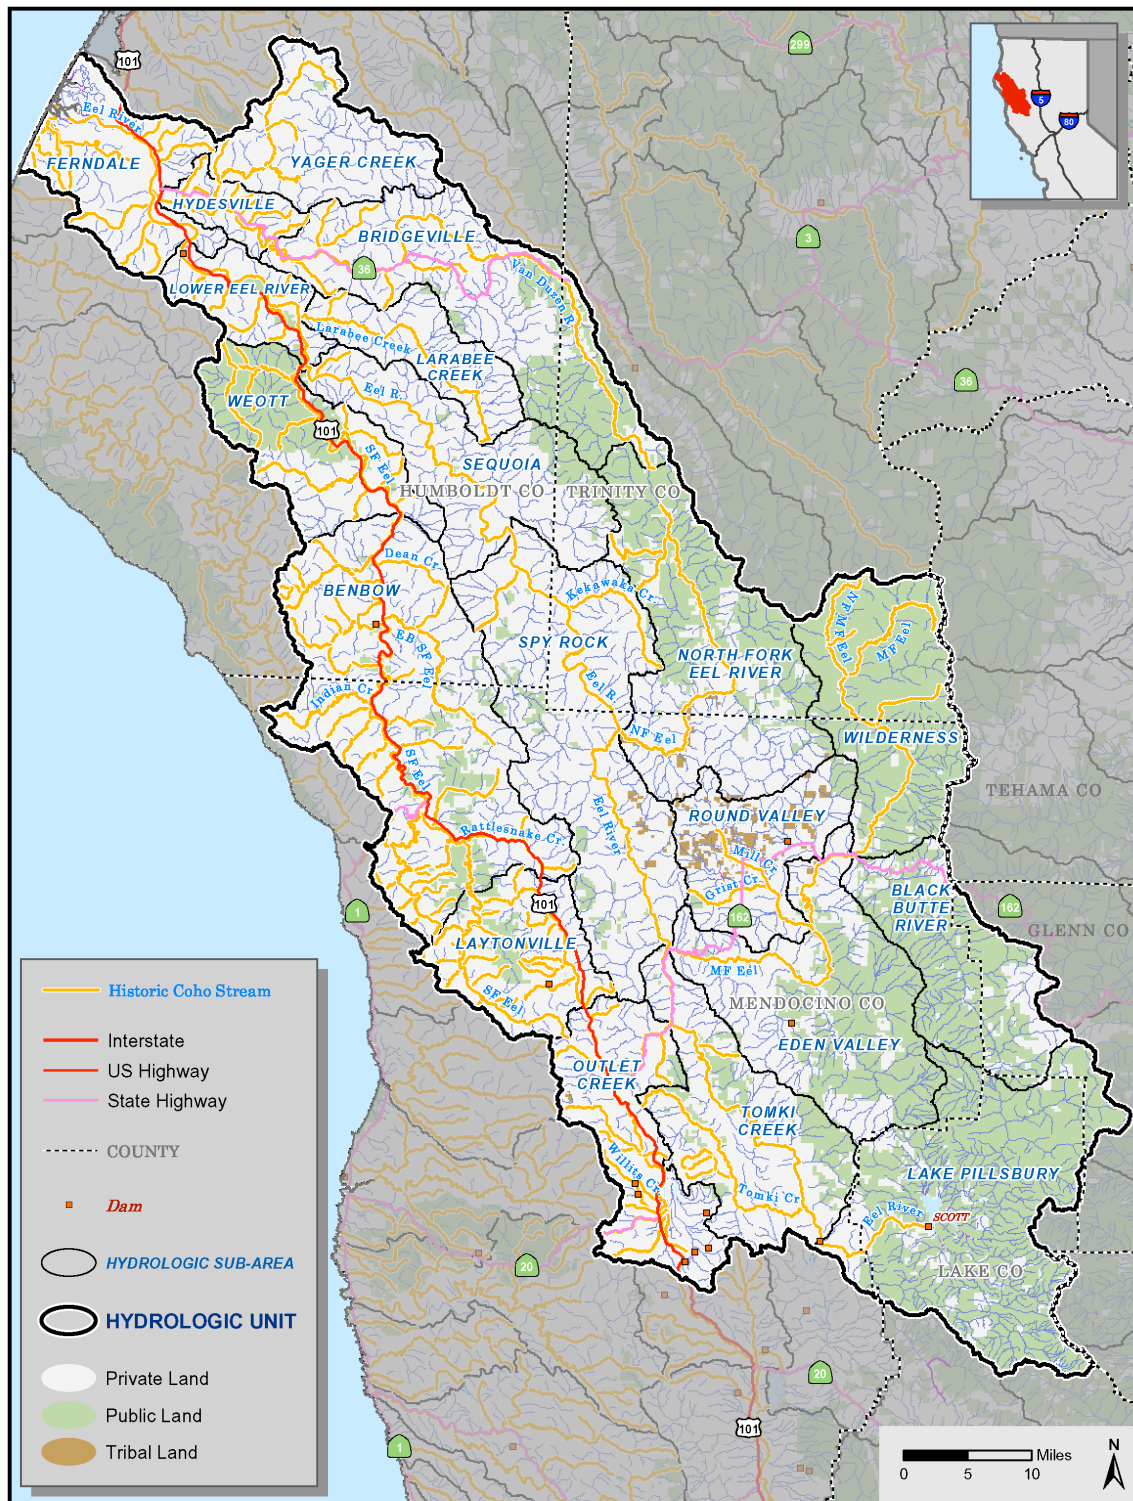 101
299
5
80
Eel River
FERNDALE
YAGER CREEK
HYDESVILLE
BRIDGEVILLE
3
36
Van Duzen R.
LOWER EEL RIVER
Larabee Creek
LARABEE
CREEK
36
Eel R.
WEOTT
101
SF Eel
SEQUOIA
HUMBOLDT CO
TRINITY CO
Dean Cr.
BENBOW
Kekawaka Cr.
NF MF Eel
MF Eel
EB SF Eel
SPY ROCK
NORTH FORK
EEL RIVER
Indian Cr.
Eel R.
NF Eel
WILDERNESS
SF Eel
TEHAMA CO
Eel River
ROUND VALLEY
Rattlesnake Cr.
Mill Cr.
Grist Cr.
BLACK
BUTTE
RIVER
101
1
162
162
GLENN CO
LAYTONVILLE
MF Eel
SF Eel
MENDOCINO CO
EDEN VALLEY
OUTLET
CREEK
TOMKI
CREEK
Willits Cr.
Tomki Cr.
LAKE PILLSBURY
Eel River
SCOTT
LAKE CO
20
20
101
1
Historic Coho Stream
Interstate
US Highway
State Highway
COUNTY
Dam
HYDROLOGIC SUB-AREA
HYDROLOGIC UNIT
Private Land
Public Land
Tribal Land
Miles
0 5 10
N